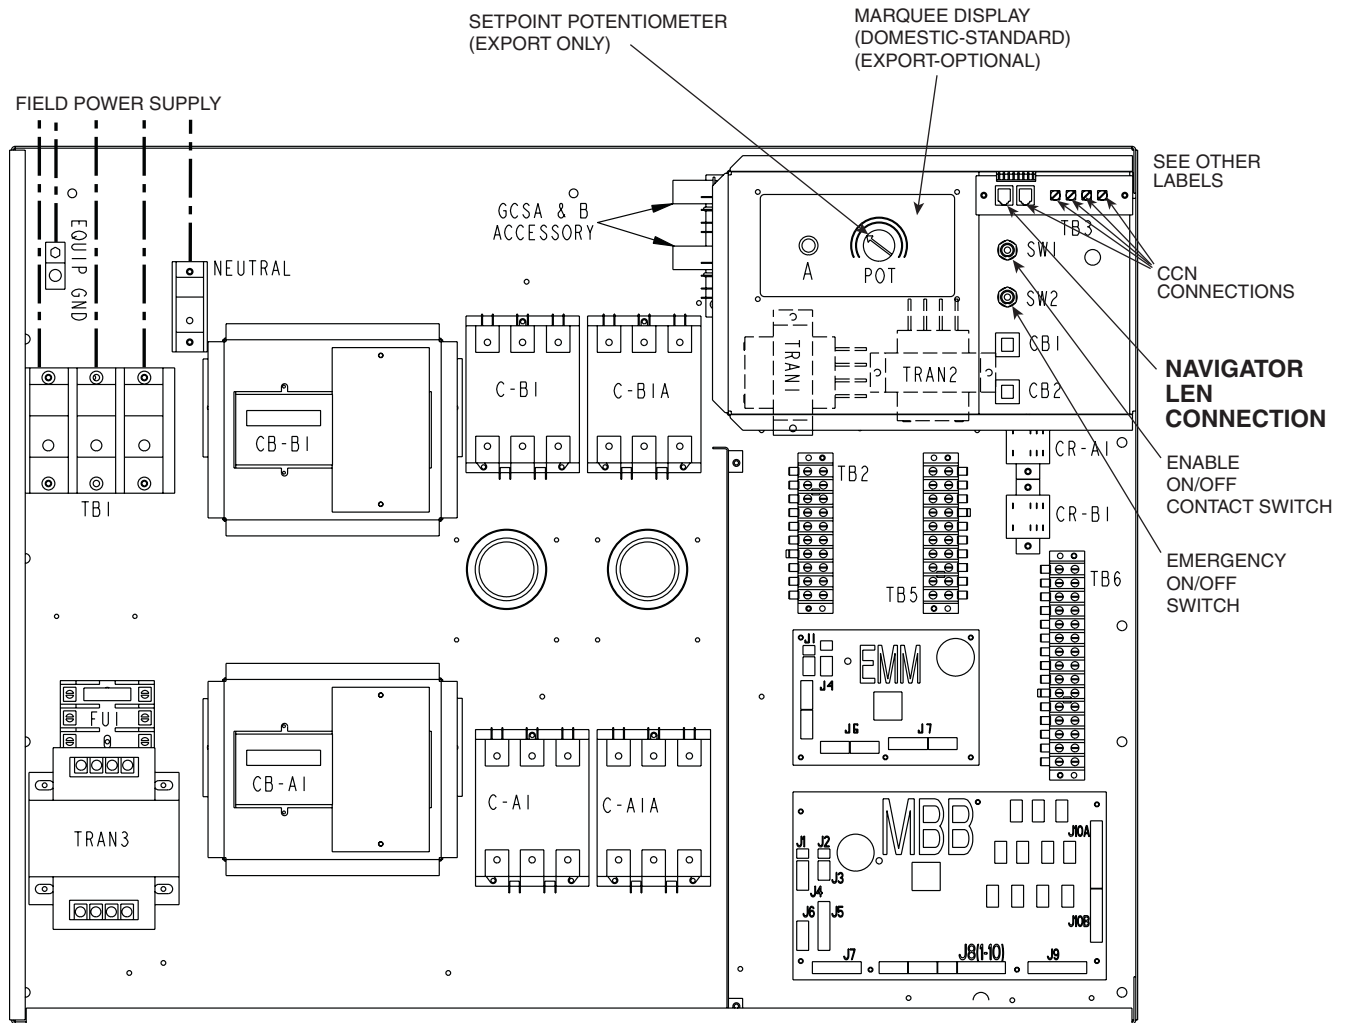 SETPOINT POTENTIOMETER
(EXPORT ONLY)
MARQUEE DISPLAY
(DOMESTIC-STANDARD)
(EXPORT-OPTIONAL)
FIELD POWER SUPPLY
SEE OTHER
LABELS
EQUIP GND
NEUTRAL
GCSA & B
ACCESSORY
A
POT
TB3
SW1
SW2
CB1
CB2
CCN
CONNECTIONS
TRAN1
TRAN2
NAVIGATOR
LEN
CONNECTION
C-B1
C-B1A
CB-B1
TB1
CR-A1
ENABLE
ON/OFF
CONTACT SWITCH
TB2
CR-B1
EMERGENCY
ON/OFF
SWITCH
TB5
TB6
J1
EMM
J4
J6
J7
FU1
CB-A1
C-A1
C-A1A
TRAN3
MBB
J1
J2
J3
J4
J10A
J6
J5
J10B
J7
J8(1-10)
J9